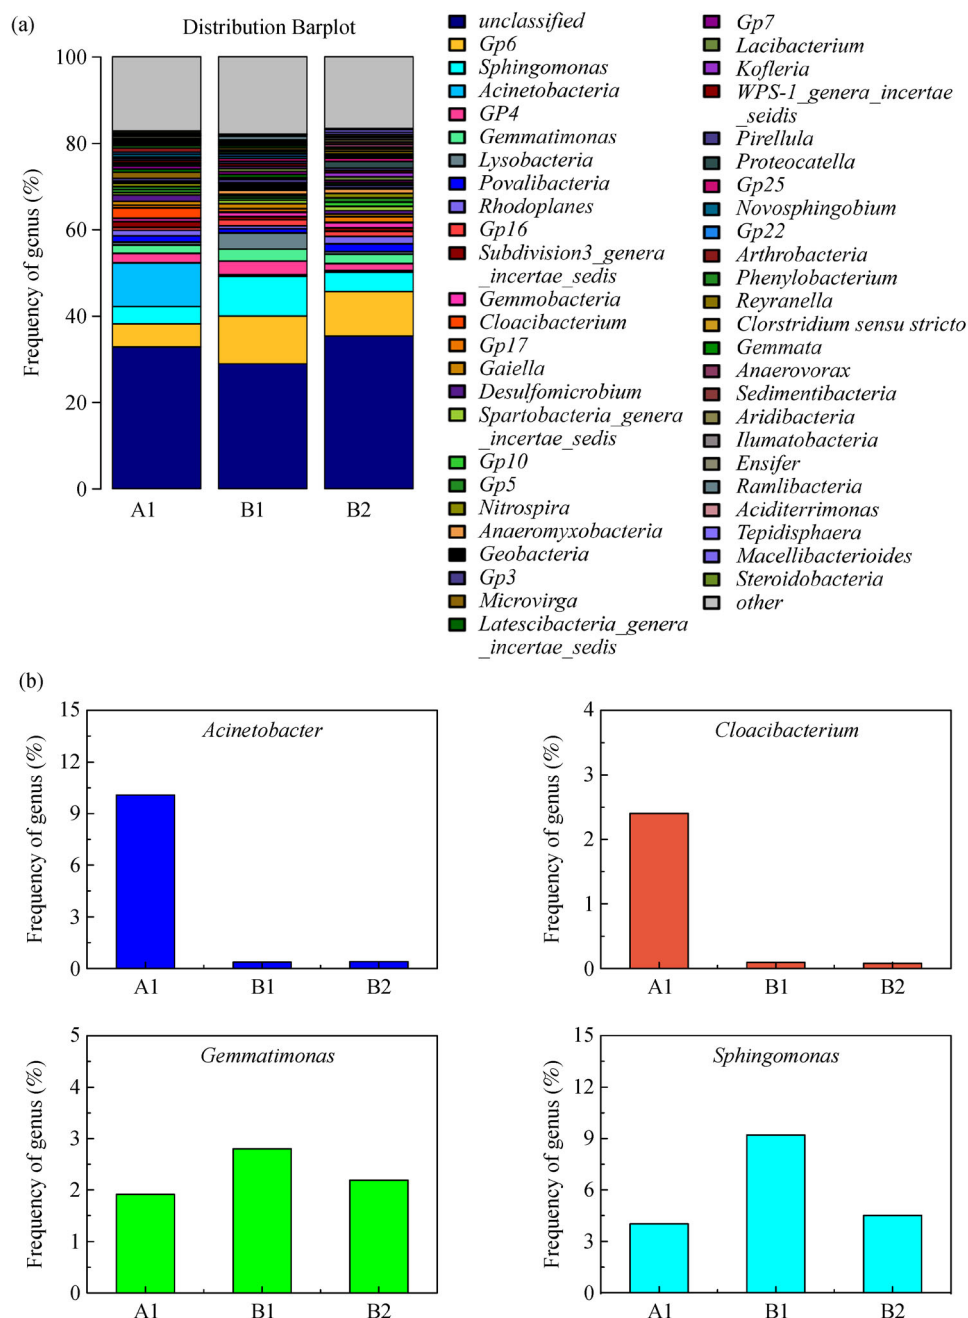 (a)
Distribution Barplot
Frequency of genus (%)
100
80
60
40
20
0
A1
B1
B2
unclassified
Gp6
Sphingomonas
Acinetobacteria
GP4
Gemmatimonas
Lysobacteria
Povalibacteria
Rhodoplanes
Gp16
Subdivision3_genera
_incertae_sedis
Gemmobacteria
Cloacibacterium
Gp17
Gaiella
Desulfomicrobium
Spartobacteria_genera
_incertae_sedis
Gp10
Gp5
Nitrospira
Anaeromyxobacteria
Geobacteria
Gp3
Microvirga
Latescibacteria_genera
_incertae_sedis
Gp7
Lacibacterium
Kofleria
WPS-1_genera_incertae
_seidis
Pirellula
Proteocatella
Gp25
Novosphingobium
Gp22
Arthrobacteria
Phenylobacterium
Reyranella
Clorstridium sensu stricto
Gemmata
Anaerovorax
Sedimentibacteria
Aridibacteria
Ilumatobacteria
Ensifer
Ramlibacteria
Aciditerrimonas
Tepidisphaera
Macellibacterioides
Steroidobacteria
other
(b)
Frequency of genus (%)
15
12
9
6
3
0
Acinetobacter
A1
B1
B2
Frequency of genus (%)
4
3
2
1
0
Cloacibacterium
A1
B1
B2
Frequency of genus (%)
5
4
3
2
1
0
Gemmatimonas
A1
B1
B2
Frequency of genus (%)
15
12
9
6
3
0
Sphingomonas
A1
B1
B2